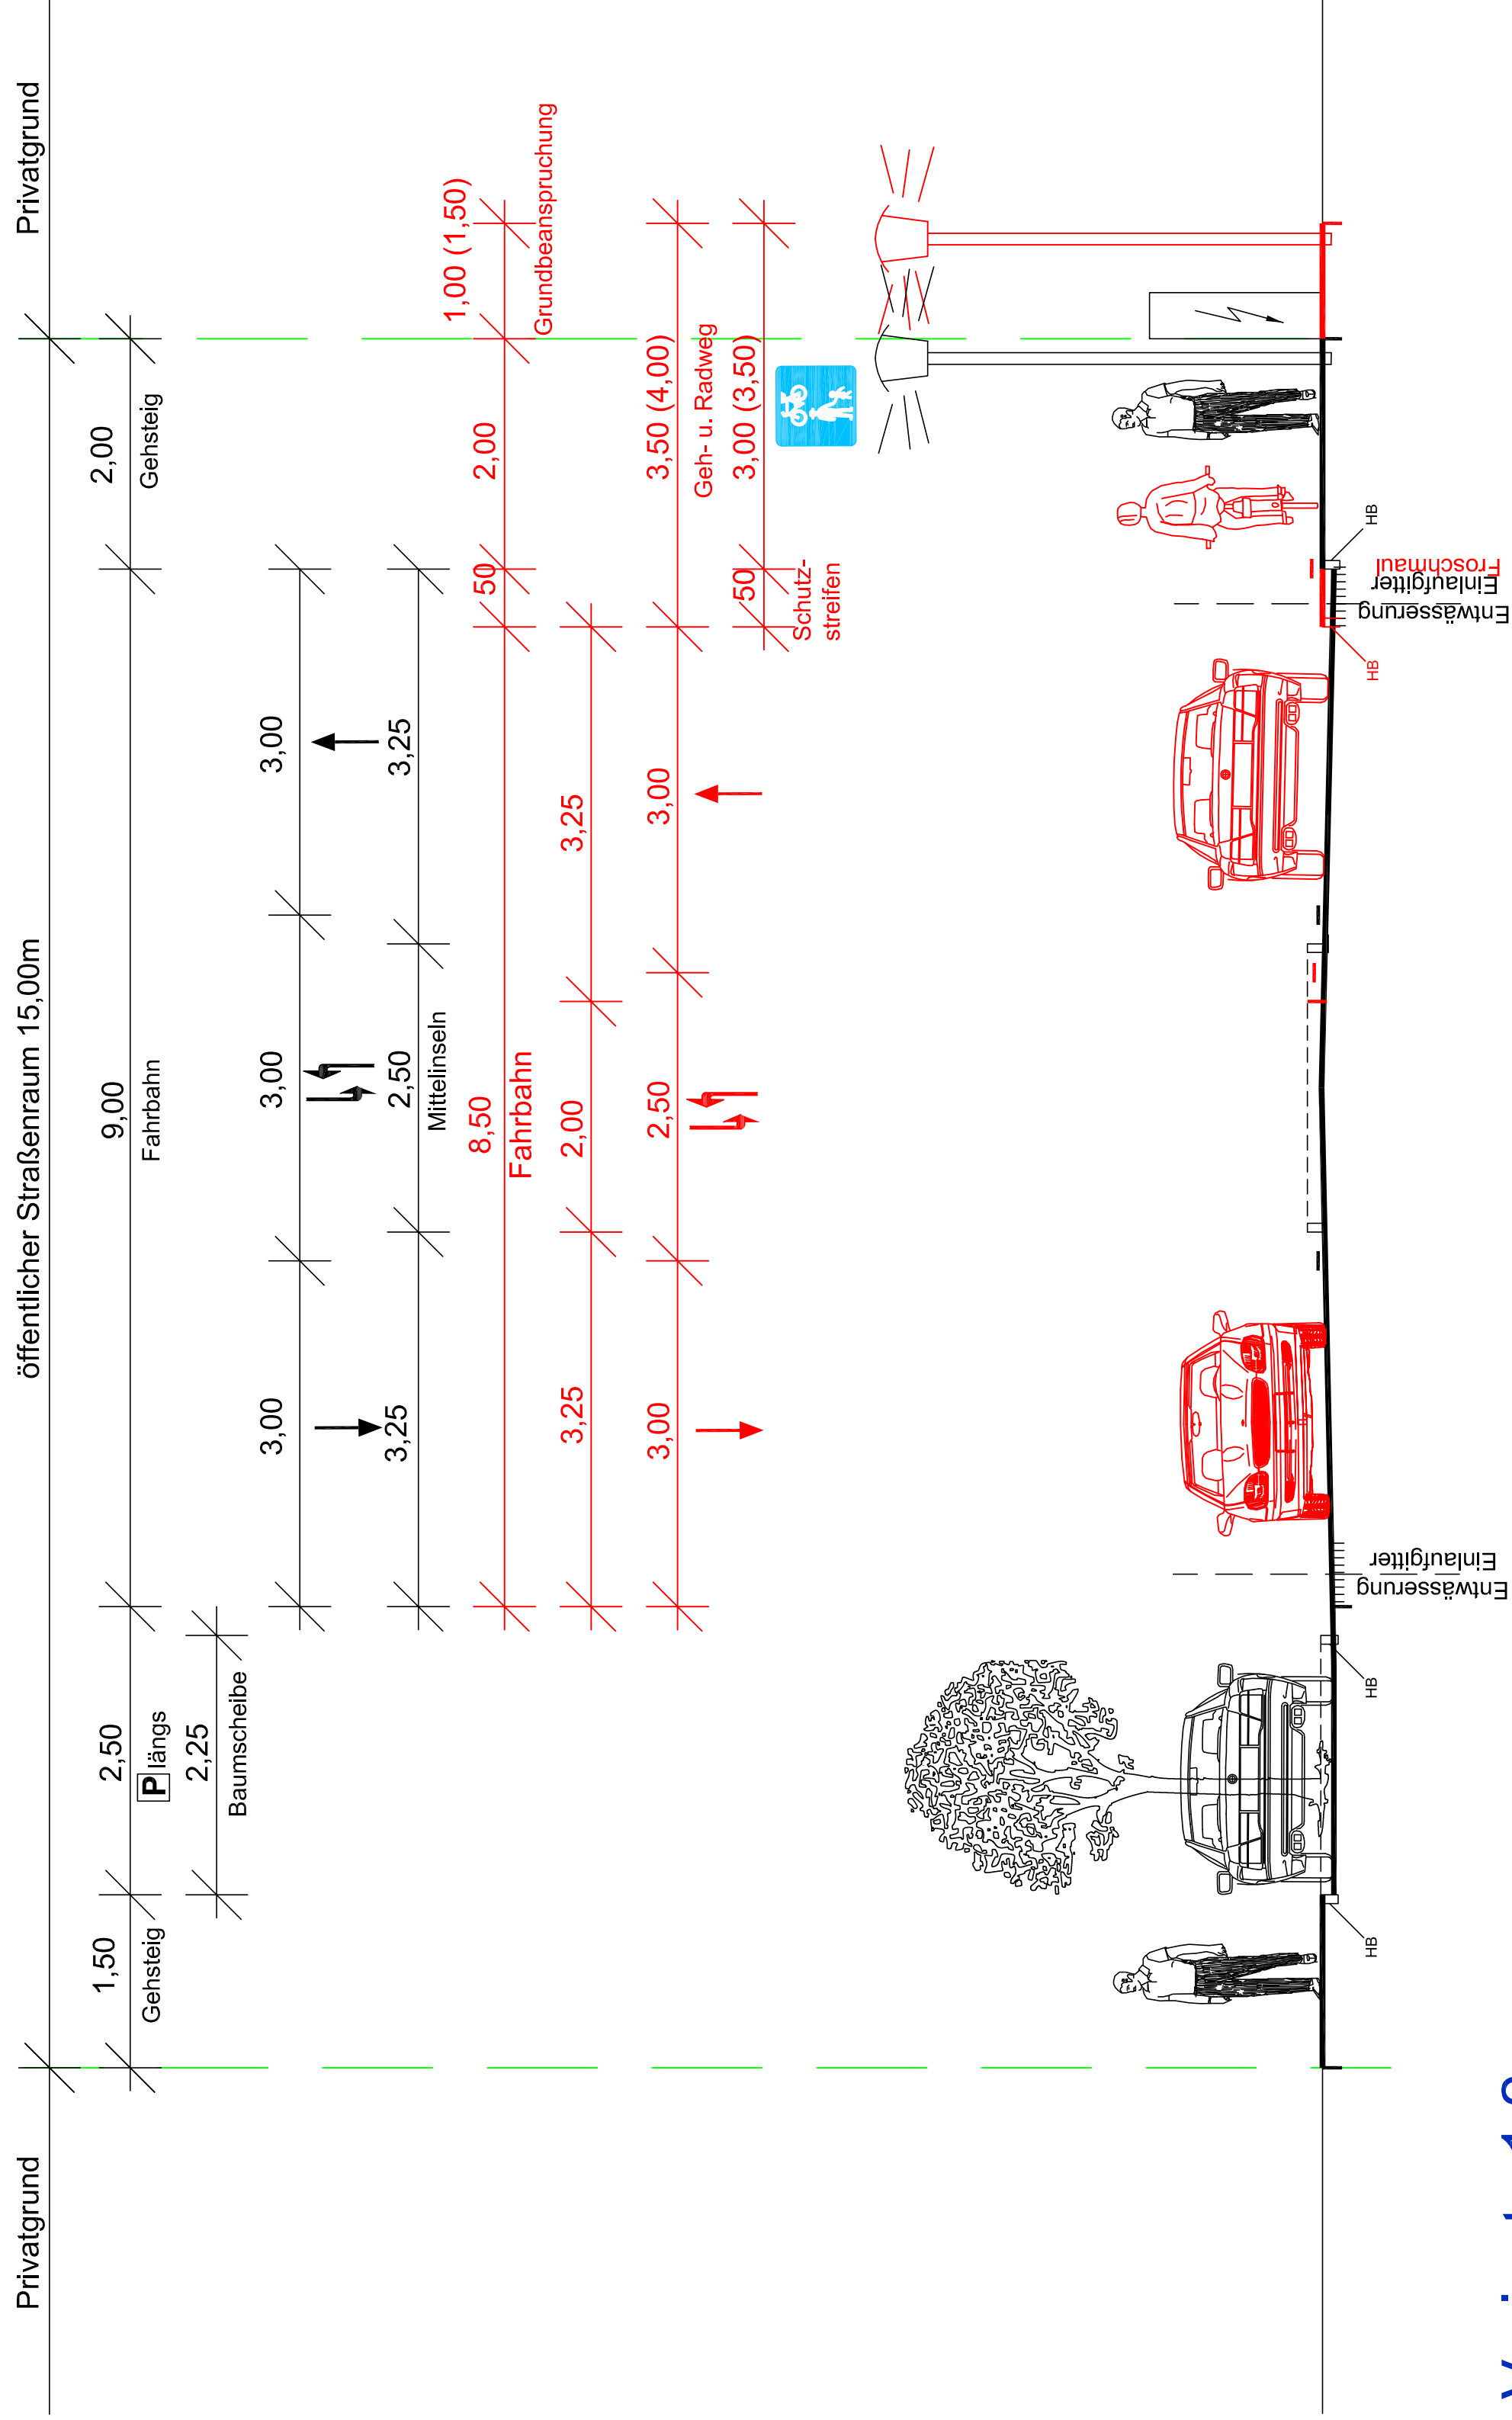 Privatgrund
öffentlicher Straßenraum 15,00m
Privatgrund
1,50
2,50
9,00
2,00
Gehsteig
P längs
Fahrbahn
Gehsteig
2,25
Baumscheibe
3,00
3,00
3,00
3,25
2,50
3,25
Mittelinseln
1,00 (1,50)
8,50
50
2,00
Fahrbahn
Grundbeanspruchung
3,25
2,00
3,25
3,00
2,50
3,00
3,50 (4,00)
Geh- u. Radweg
50
3,00 (3,50)
Schutz-
streifen
HB
HB
Entwässerung
Einlaufgitter
HB
HB
Entwässerung
Einlaufgitter
Froschmaul